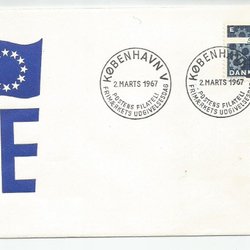 E
KØBENHAVN V
2.MARTS 1967
POSTENS FILATELI
FRIMÆRKETS UDGIVELSESDAG
KØBENHAVN V
2.MARTS 1967
POSTENS FILATELI
FRIMÆRKETS UDGIVELSESDAG
E
DAN